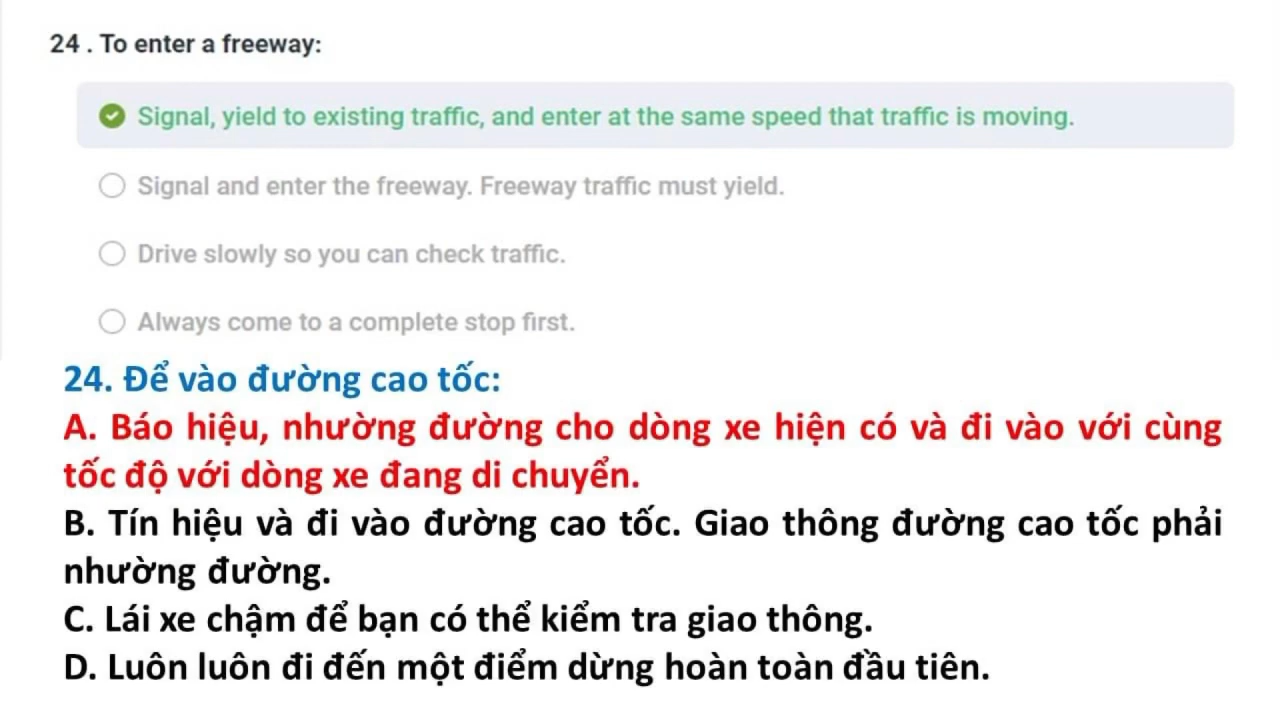 24 . To enter a freeway:
Signal, yield to existing traffic, and enter at the same speed that traffic is moving.
Signal and enter the freeway. Freeway traffic must yield.
Drive slowly so you can check traffic.
Always come to a complete stop first.
24. Để vào đường cao tốc:
A. Báo hiệu, nhường đường cho dòng xe hiện có và đi vào với cùng
tốc độ với dòng xe đang di chuyển.
B. Tín hiệu và đi vào đường cao tốc. Giao thông đường cao tốc phải
nhường đường.
C. Lái xe chậm để bạn có thể kiểm tra giao thông.
D. Luôn luôn đi đến một điểm dừng hoàn toàn đầu tiên.